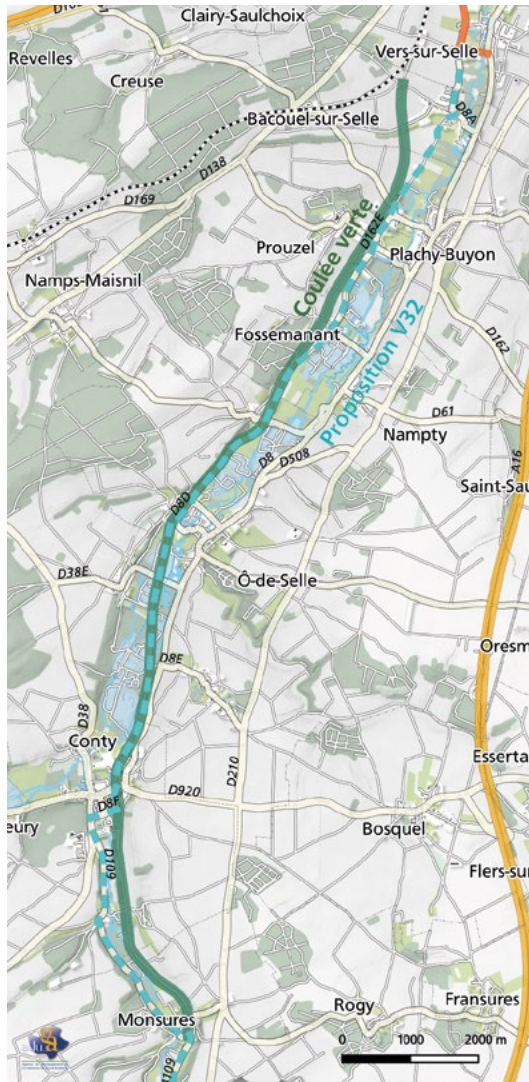 Clairy-Saulchoix
Vers-sur-Selle
Revelles
Creuse
D8A
Bacouel-sur-Selle
D138
D169
D162E
Prouzel
Coulée verte
Plachy-Buyon
Namps-Maisnil
Fossemanant
Proposition V32
D162
D61
Nampty
A16
D8
D508
Saint-Sau
D8D
D38E
Ô-de-Selle
Oresm
D8E
D38
Conty
D210
Esserta
D920
D8F
eury
Bosquel
D109
Flers-sur
Monsures
Rogy
Fransures
0 1000 2000 m
D109